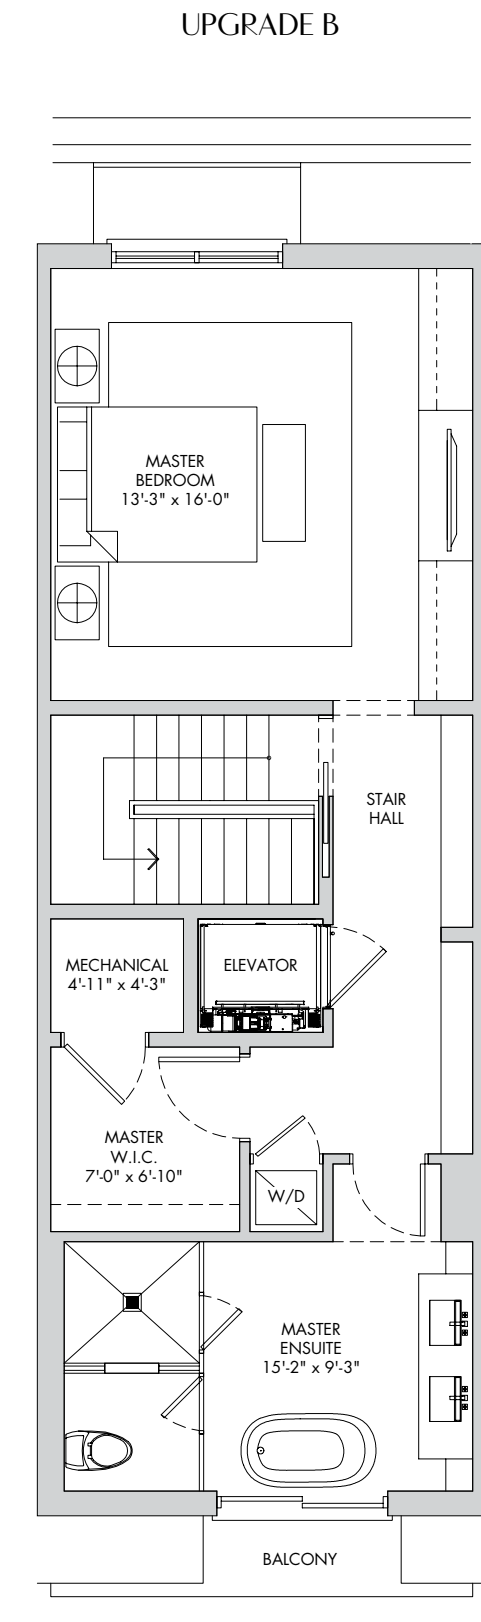 UPGRADE B
MASTER
BEDROOM
13'-3" x 16'-0"
STAIR
HALL
MECHANICAL
4'-11" x 4'-3"
ELEVATOR
MASTER
W.I.C.
7'-0" x 6'-10"
W/D
MASTER
ENSUITE
15'-2" x 9'-3"
BALCONY